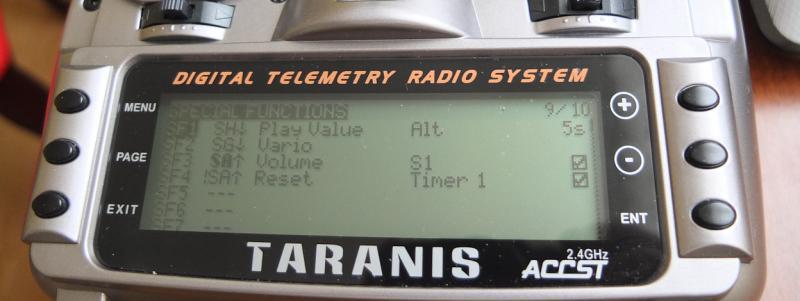 DIGITAL TELEMETRY RADIO SYSTEM
MENU
SPECIAL FUNCTIONS 9/10
SF1 SH↓ Play Value Alt 5s
PAGE
SF2 SG↓ Vario
SF3 SA↑ Volume S1
SF4 !SA↑ Reset Timer 1
SF5 ---
EXIT
SF6 ---
SF7 ---
+
-
ENT
TARANIS
2.4GHz
ACCST